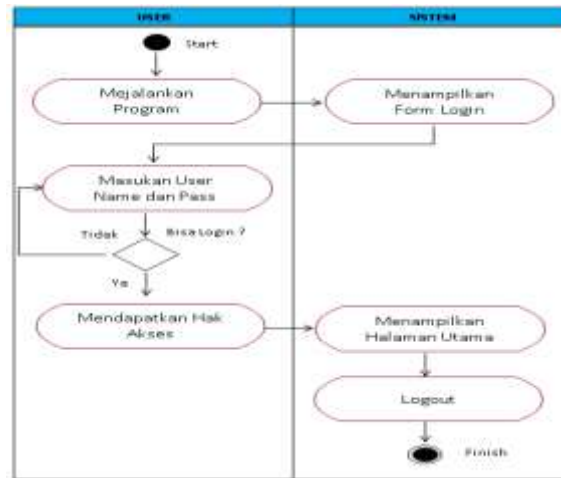 USER
SISTEM
Start
Mejalankan
Program
Menampilkan
Form Login
Masukan User
Name dan Pass
Tidak
Bisa Login ?
Ya
Mendapatkan Hak
Akses
Menampilkan
Halaman Utama
Logout
Finish